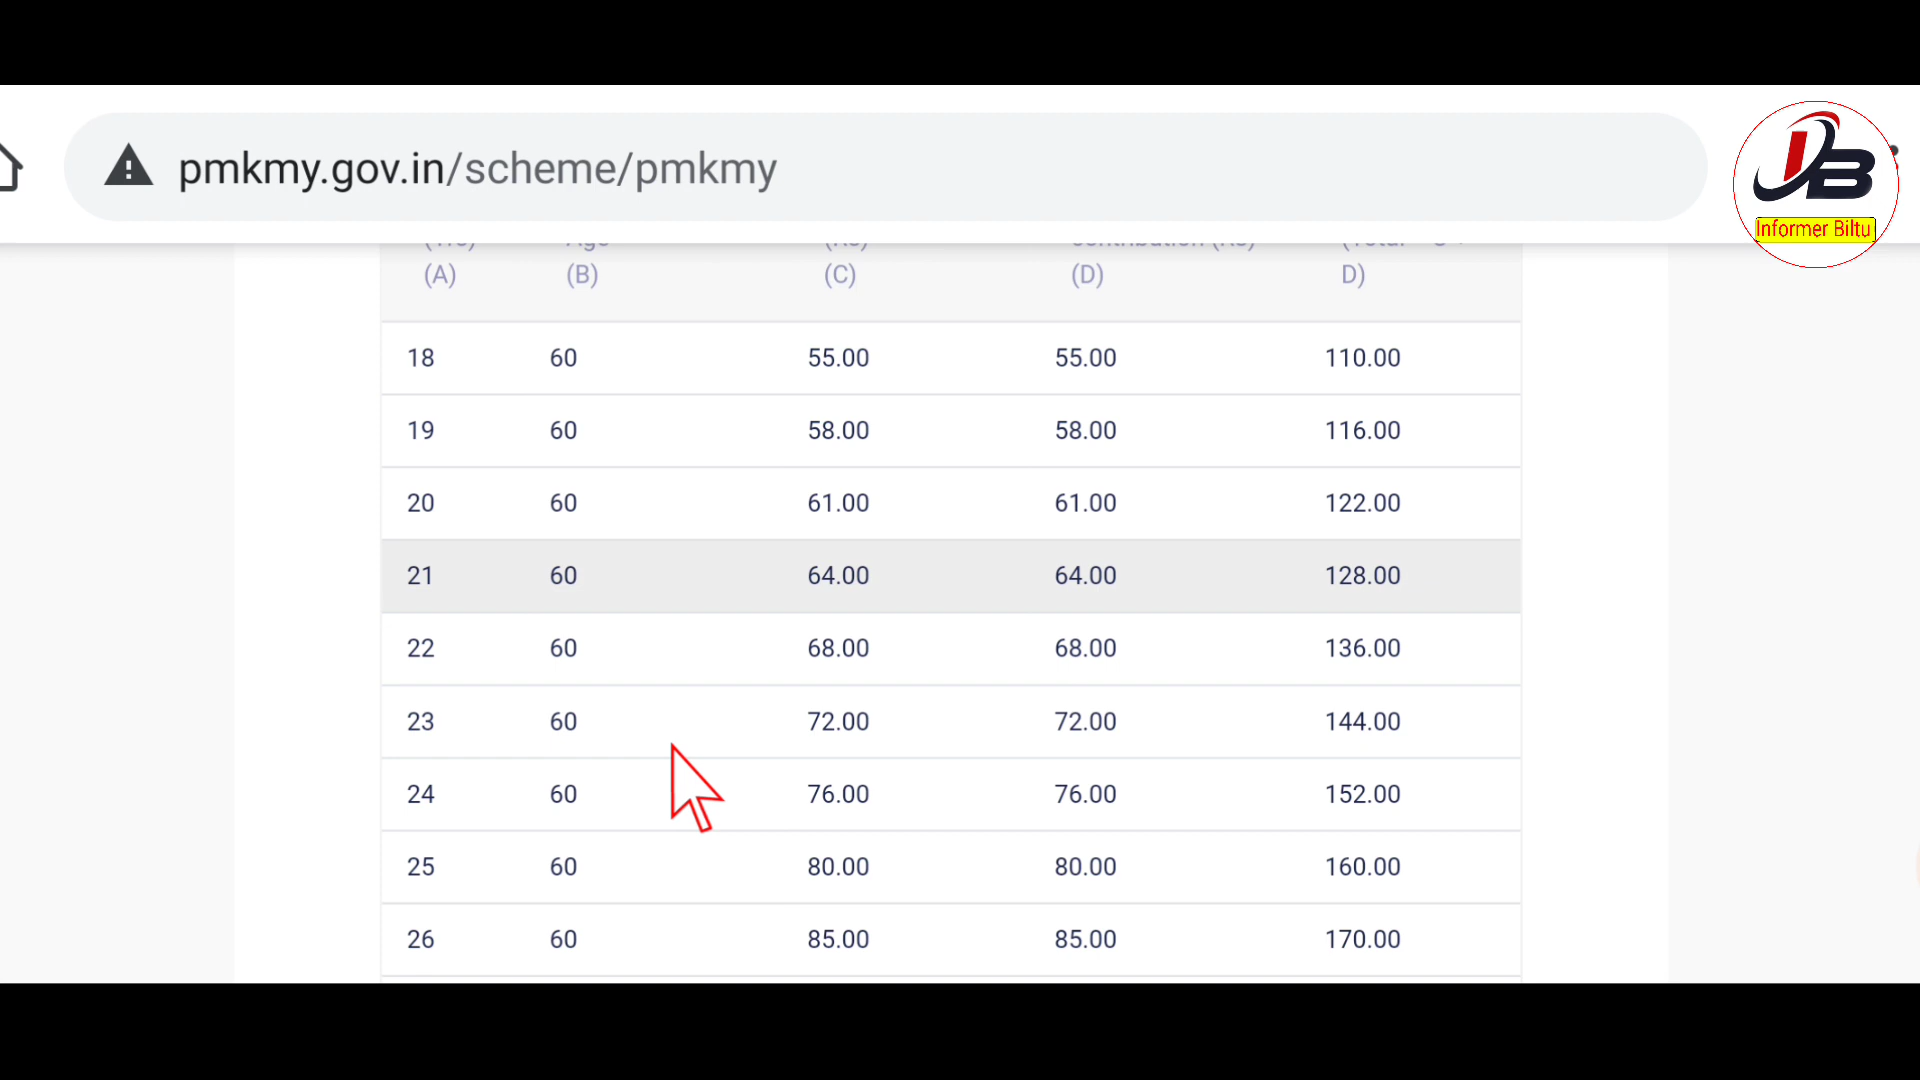 pmkmy.gov.in/scheme/pmkmy
Informer Biltu
(A) (B) (C) (D) D)
18 60 55.00 55.00 110.00
19 60 58.00 58.00 116.00
20 60 61.00 61.00 122.00
21 60 64.00 64.00 128.00
22 60 68.00 68.00 136.00
23 60 72.00 72.00 144.00
24 60 76.00 76.00 152.00
25 60 80.00 80.00 160.00
26 60 85.00 85.00 170.00